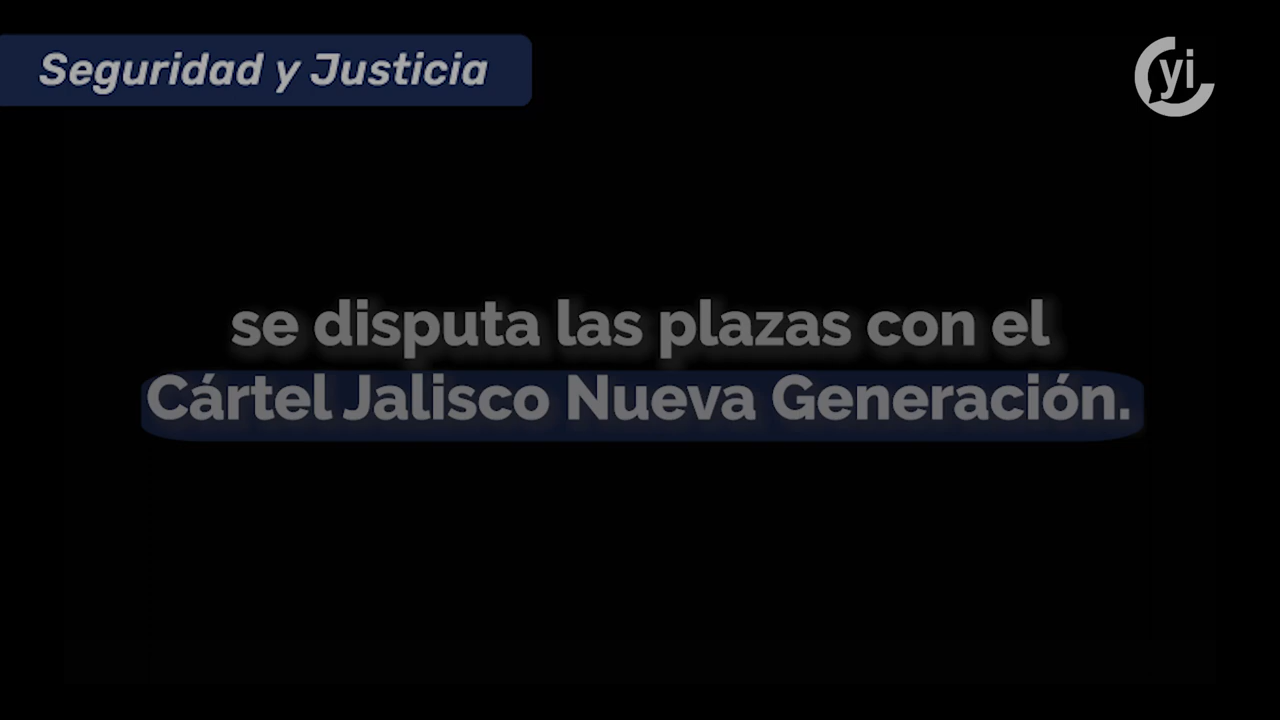 Seguridad y Justicia
yi
se disputa las plazas con el
Cártel Jalisco Nueva Generación.